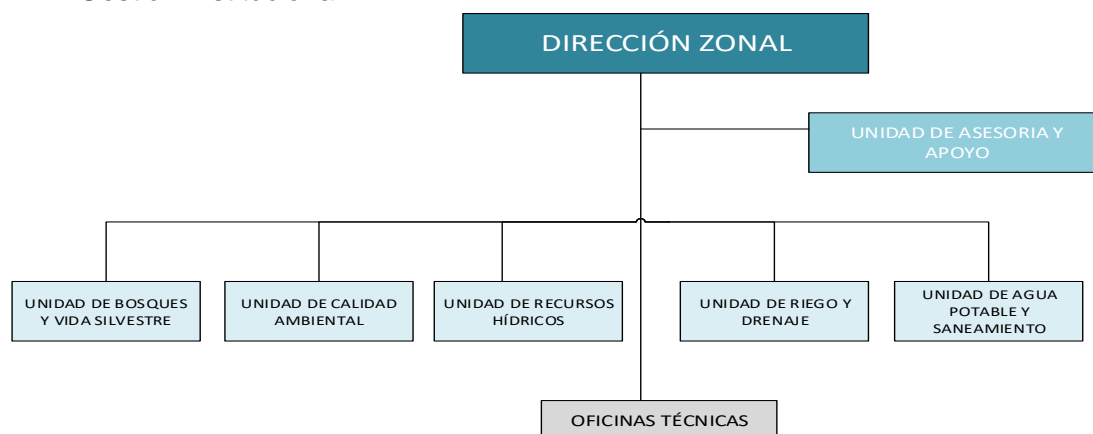 DIRECCIÓN ZONAL
UNIDAD DE ASESORIA Y
APOYO
UNIDAD DE BOSQUES
Y VIDA SILVESTRE
UNIDAD DE CALIDAD
AMBIENTAL
UNIDAD DE RECURSOS
HÍDRICOS
UNIDAD DE RIEGO Y
DRENAJE
UNIDAD DE AGUA
POTABLE Y
SANEAMIENTO
OFICINAS TÉCNICAS